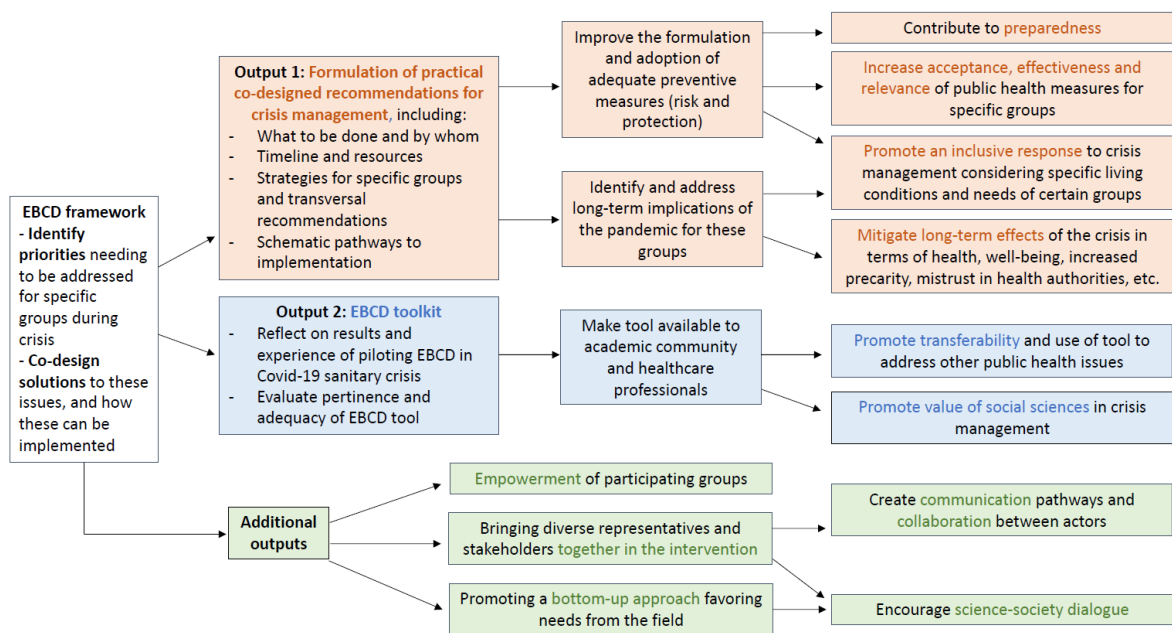 EBCD framework
- Identify
priorities needing
to be addressed
for specific
groups during
crisis
- Co-design
solutions to these
issues, and how
these can be
implemented
Output 1: Formulation of practical
co-designed recommendations for
crisis management, including:
- What to be done and by whom
- Timeline and resources
- Strategies for specific groups
and transversal
recommendations
- Schematic pathways to
implementation
Improve the formulation
and adoption of
adequate preventive
measures (risk and
protection)
Identify and address
long-term implications of
the pandemic for these
groups
Contribute to preparedness
Increase acceptance, effectiveness and
relevance of public health measures for
specific groups
Promote an inclusive response to crisis
management considering specific living
conditions and needs of certain groups
Mitigate long-term effects of the crisis in
terms of health, well-being, increased
precarity, mistrust in health authorities, etc.
Output 2: EBCD toolkit
- Reflect on results and
experience of piloting EBCD in
Covid-19 sanitary crisis
- Evaluate pertinence and
adequacy of EBCD tool
Make tool available to
academic community
and healthcare
professionals
Promote transferability and use of tool to
address other public health issues
Promote value of social sciences in crisis
management
Additional
outputs
Empowerment of participating groups
Bringing diverse representatives and
stakeholders together in the intervention
Promoting a bottom-up approach favoring
needs from the field
Create communication pathways and
collaboration between actors
Encourage science-society dialogue